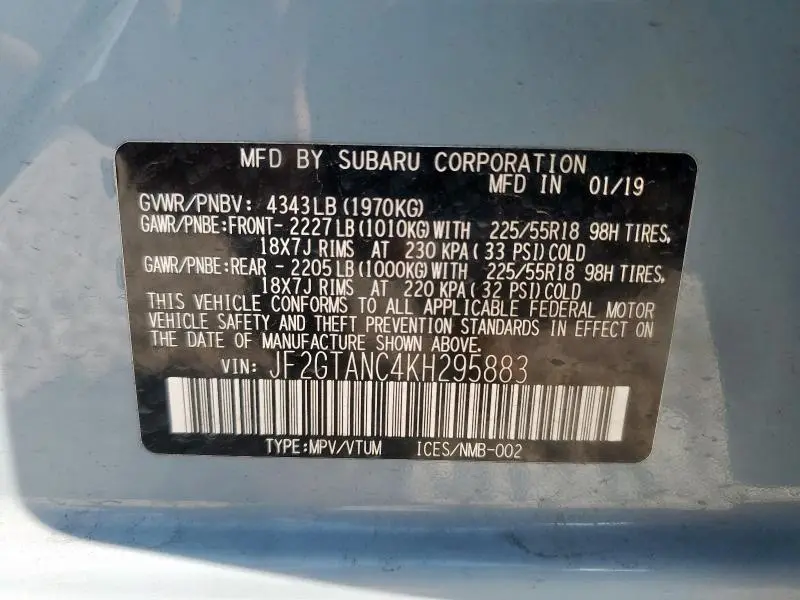 MFD BY SUBARU CORPORATION
MFD IN 01/19
GVWR/PNBV: 4343LB (1970KG)
GAWR/PNBE:FRONT- 2227LB (1010KG)WITH 225/55R18 98H TIRES,
18X7J RIMS AT 230 KPA( 33 PSI)COLD
GAWR/PNBE:REAR - 2205LB (1000KG)WITH 225/55R18 98H TIRES,
18X7J RIMS AT 220 KPA( 32 PSI)COLD
THIS VEHICLE CONFORMS TO ALL APPLICABLE FEDERAL MOTOR
VEHICLE SAFETY AND THEFT PREVENTION STANDARDS IN EFFECT ON
THE DATE OF MANUFACTURE SHOWN ABOVE.
VIN: JF2GTANC4KH295883
TYPE:MPV/VTUM ICES/NMB-002